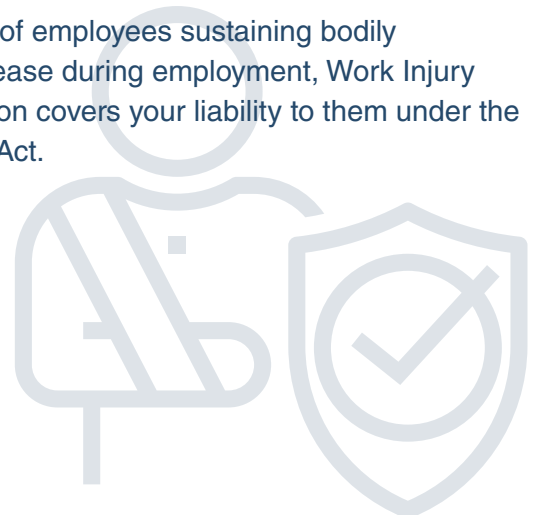 of employees sustaining bodily
ease during employment, Work Injury
on covers your liability to them under the
Act.